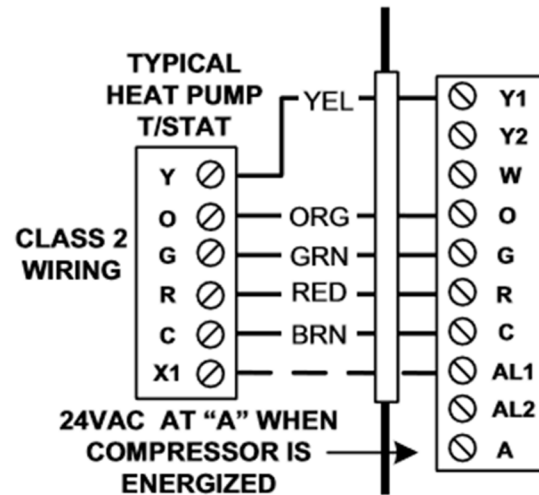 TYPICAL
HEAT PUMP
T/STAT
CLASS 2
WIRING
Y
O
G
R
C
X1
YEL
ORG
GRN
RED
BRN
Y1
Y2
W
O
G
R
C
AL1
AL2
A
24VAC AT “A” WHEN
COMPRESSOR IS
ENERGIZED